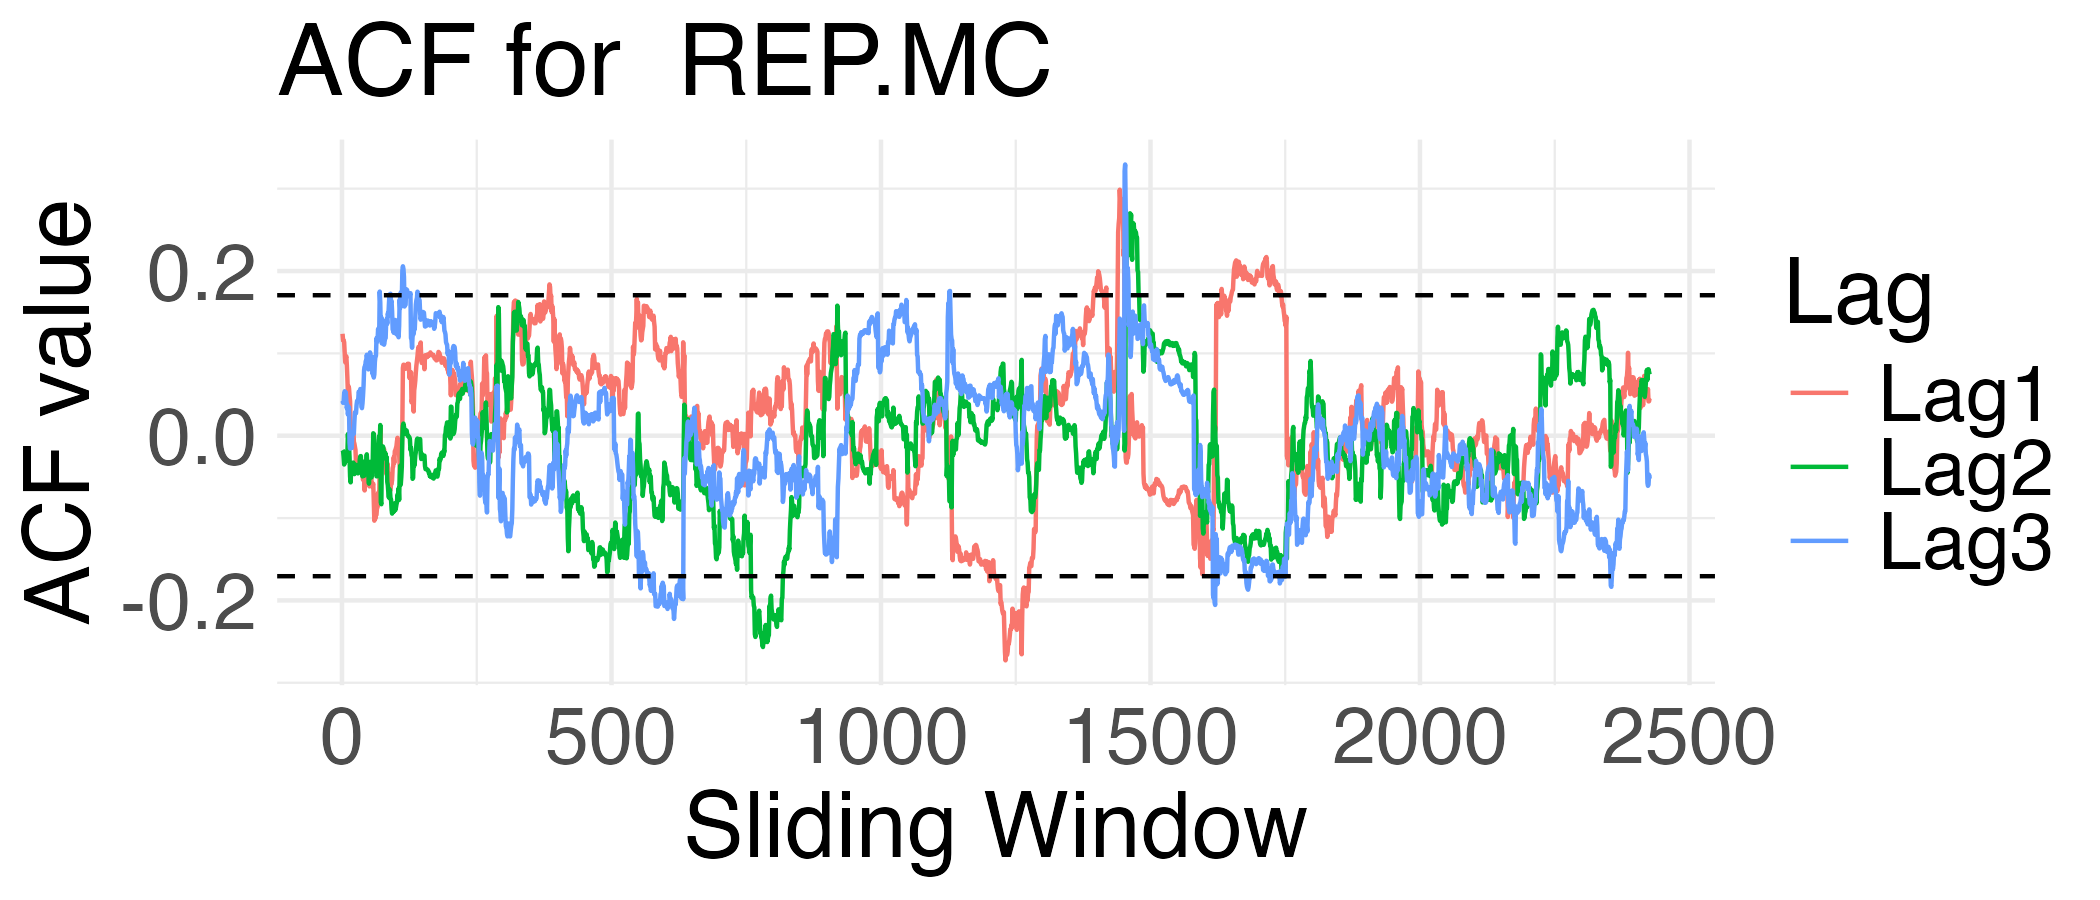 ACF for  REP.MC
ACF value
0.2
0.0
-0.2
0
500
1000
1500
2000
2500
Sliding Window
Lag
Lag1
Lag2
Lag3